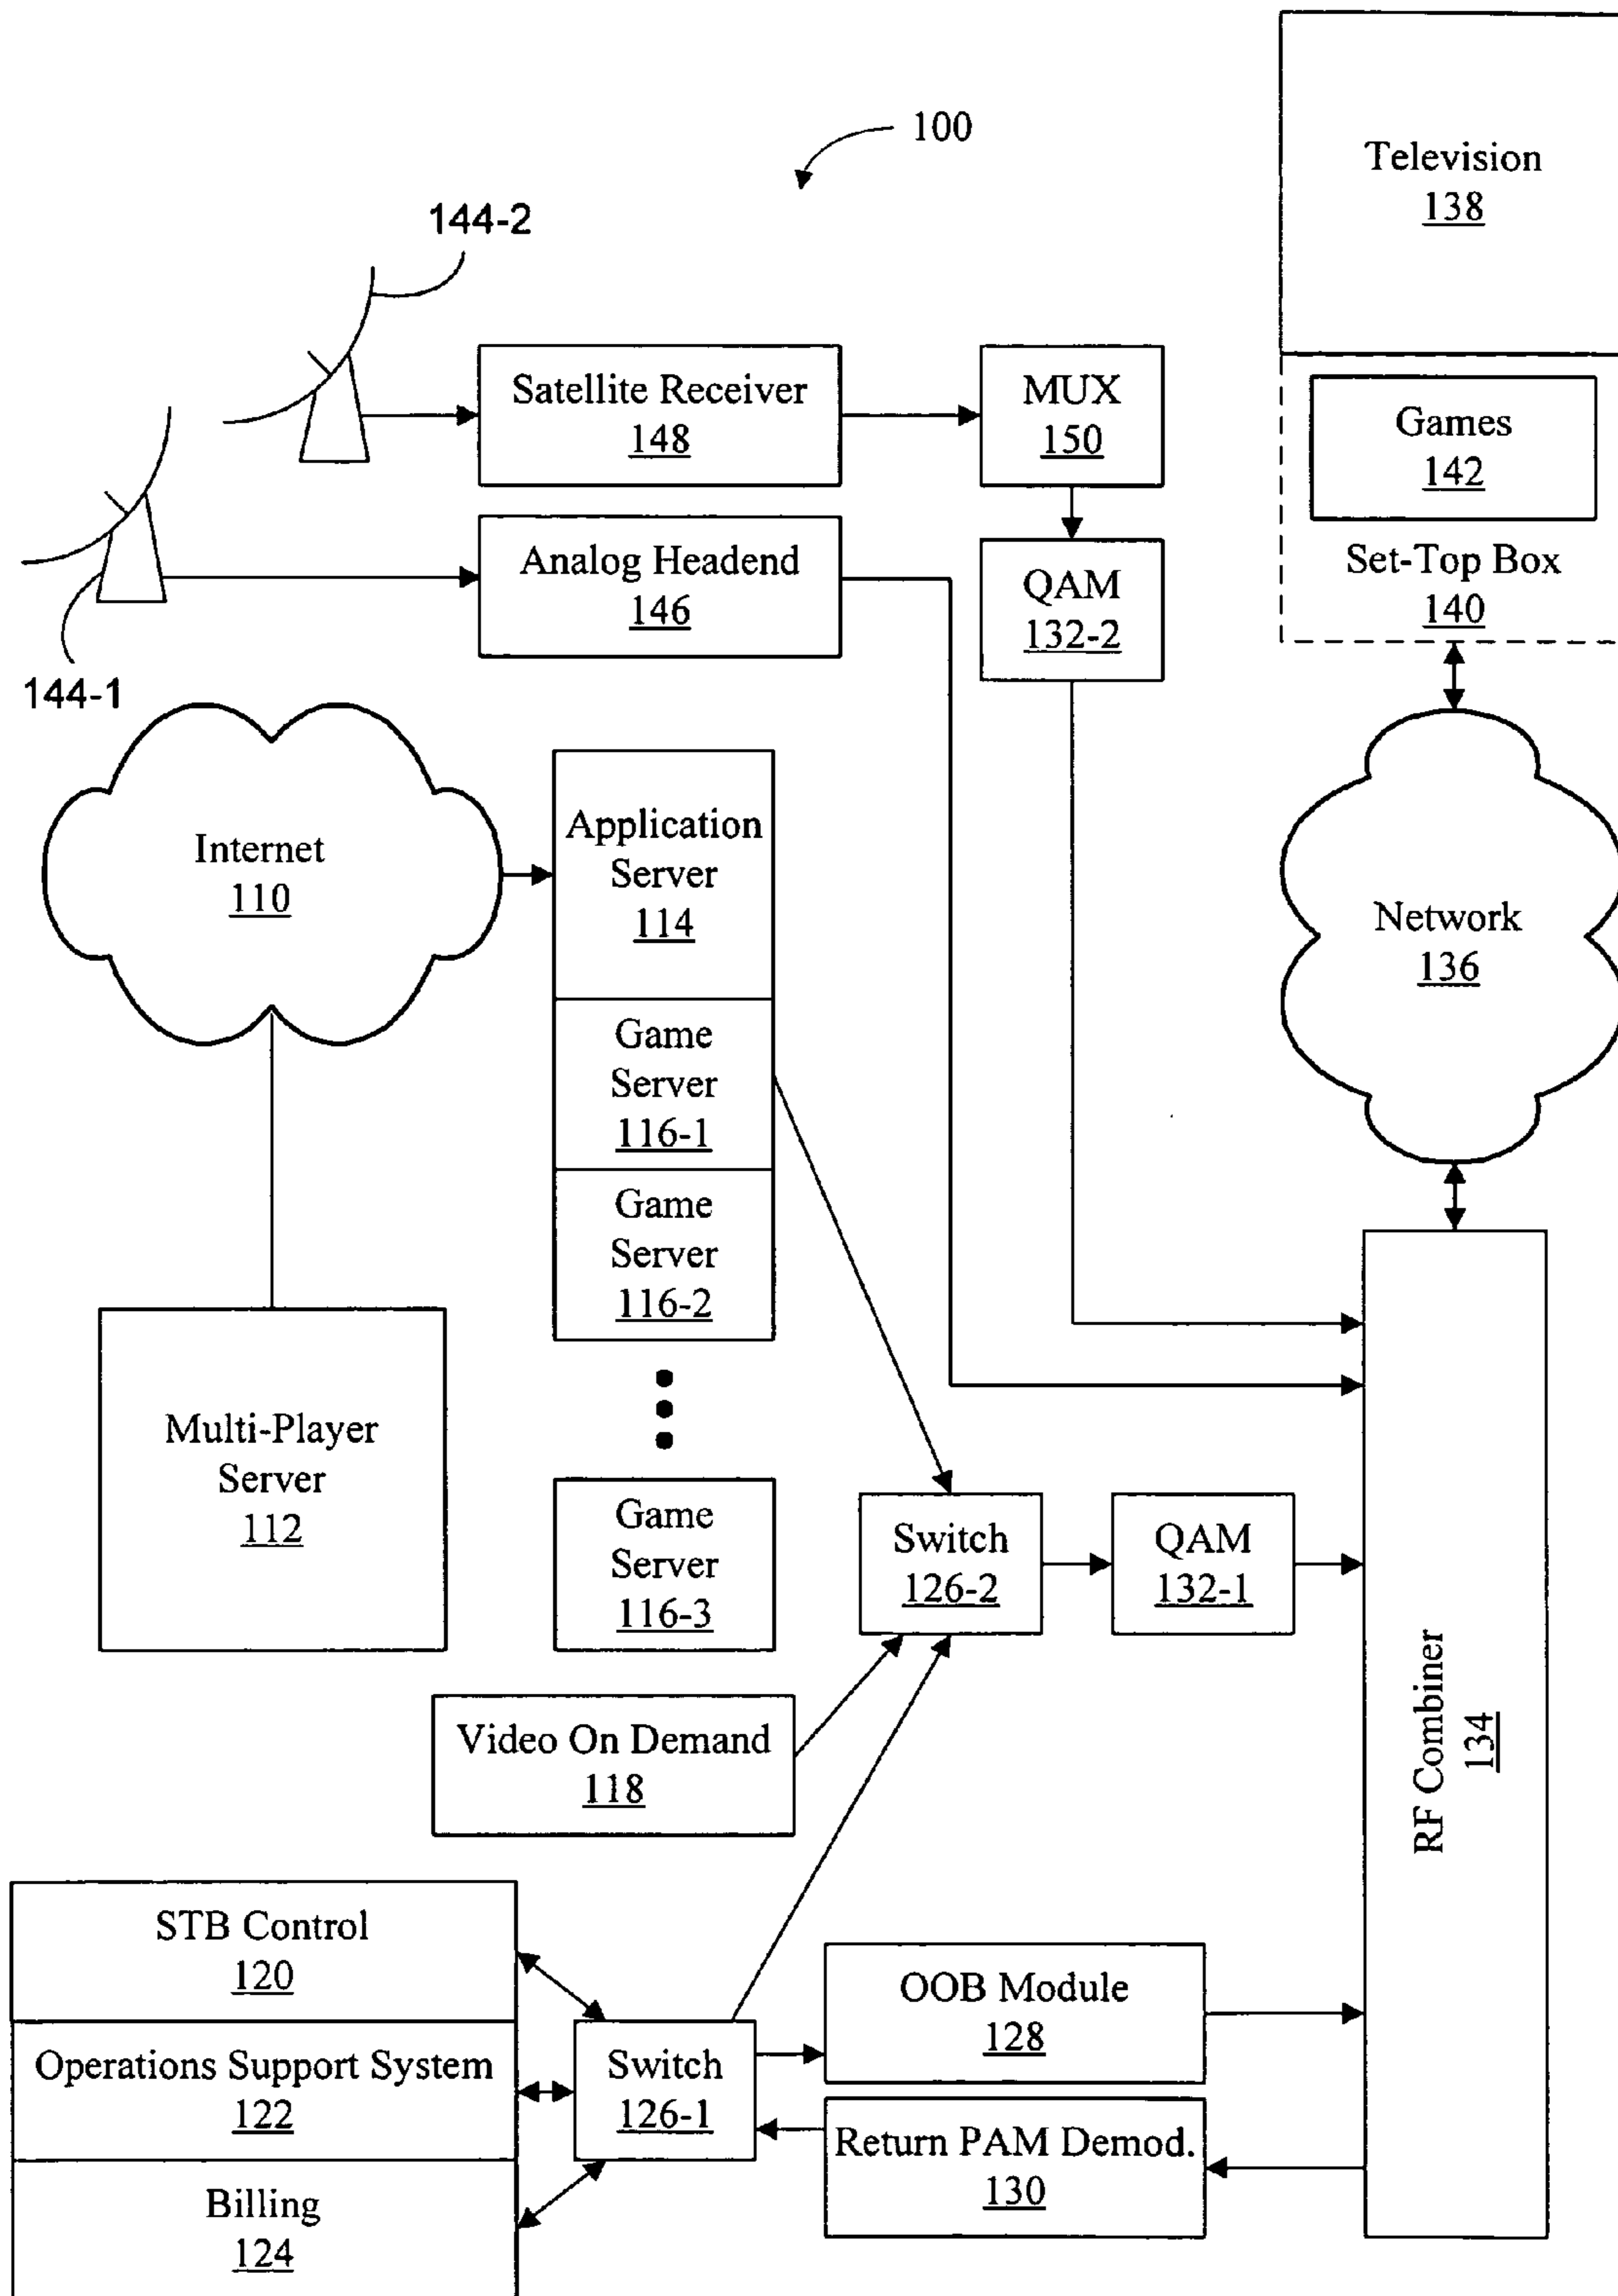 100
Television
138
144-2
Satellite Receiver
148
MUX
150
Games
142
Analog Headend
146
QAM
132-2
Set-Top Box
140
144-1
Internet
110
Application
Server
114
Network
136
Game
Server
116-1
Game
Server
116-2
Multi-Player
Server
112
Game
Server
116-3
Switch
126-2
QAM
132-1
RF Combiner
134
Video On Demand
118
STB Control
120
OOB Module
128
Operations Support System
122
Switch
126-1
Return PAM Demod.
130
Billing
124